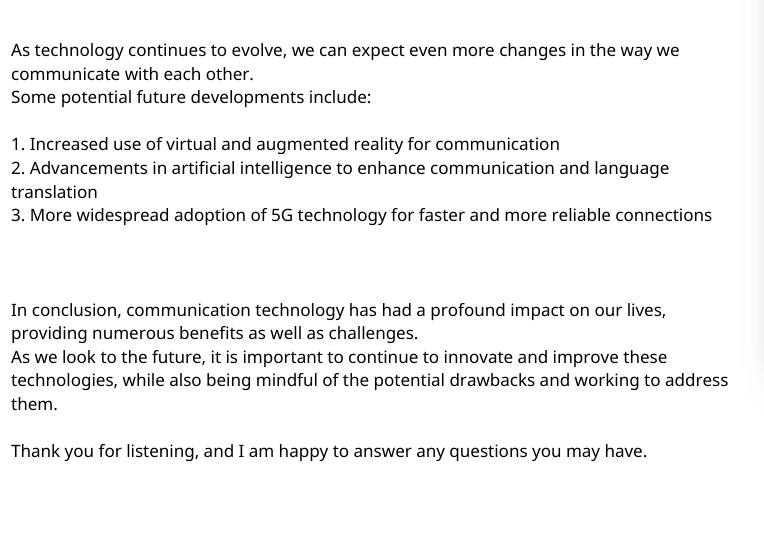 As technology continues to evolve, we can expect even more changes in the way we
communicate with each other.
Some potential future developments include:
1. Increased use of virtual and augmented reality for communication
2. Advancements in artificial intelligence to enhance communication and language
translation
3. More widespread adoption of 5G technology for faster and more reliable connections
In conclusion, communication technology has had a profound impact on our lives,
providing numerous benefits as well as challenges.
As we look to the future, it is important to continue to innovate and improve these
technologies, while also being mindful of the potential drawbacks and working to address
them.
Thank you for listening, and I am happy to answer any questions you may have.